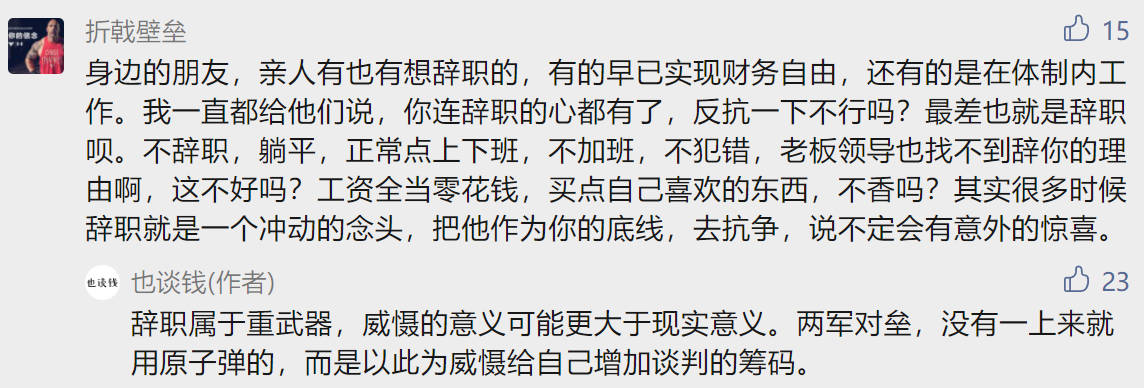 折戟壁垒
15
身边的朋友，亲人有也有想辞职的，有的早已实现财务自由，还有的是在体制内工
作。我一直都给他们说，你连辞职的心都有了，反抗一下不行吗？最差也就是辞职
呗。不辞职，躺平，正常点上下班，不加班，不犯错，老板领导也找不到辞你的理
由啊，这不好吗？工资全当零花钱，买点自己喜欢的东西，不香吗？其实很多时候
辞职就是一个冲动的念头，把他作为你的底线，去抗争，说不定会有意外的惊喜。
也谈钱
也谈钱(作者)
23
辞职属于重武器，威慑的意义可能更大于现实意义。两军对垒，没有一上来就
用原子弹的，而是以此为威慑给自己增加谈判的筹码。